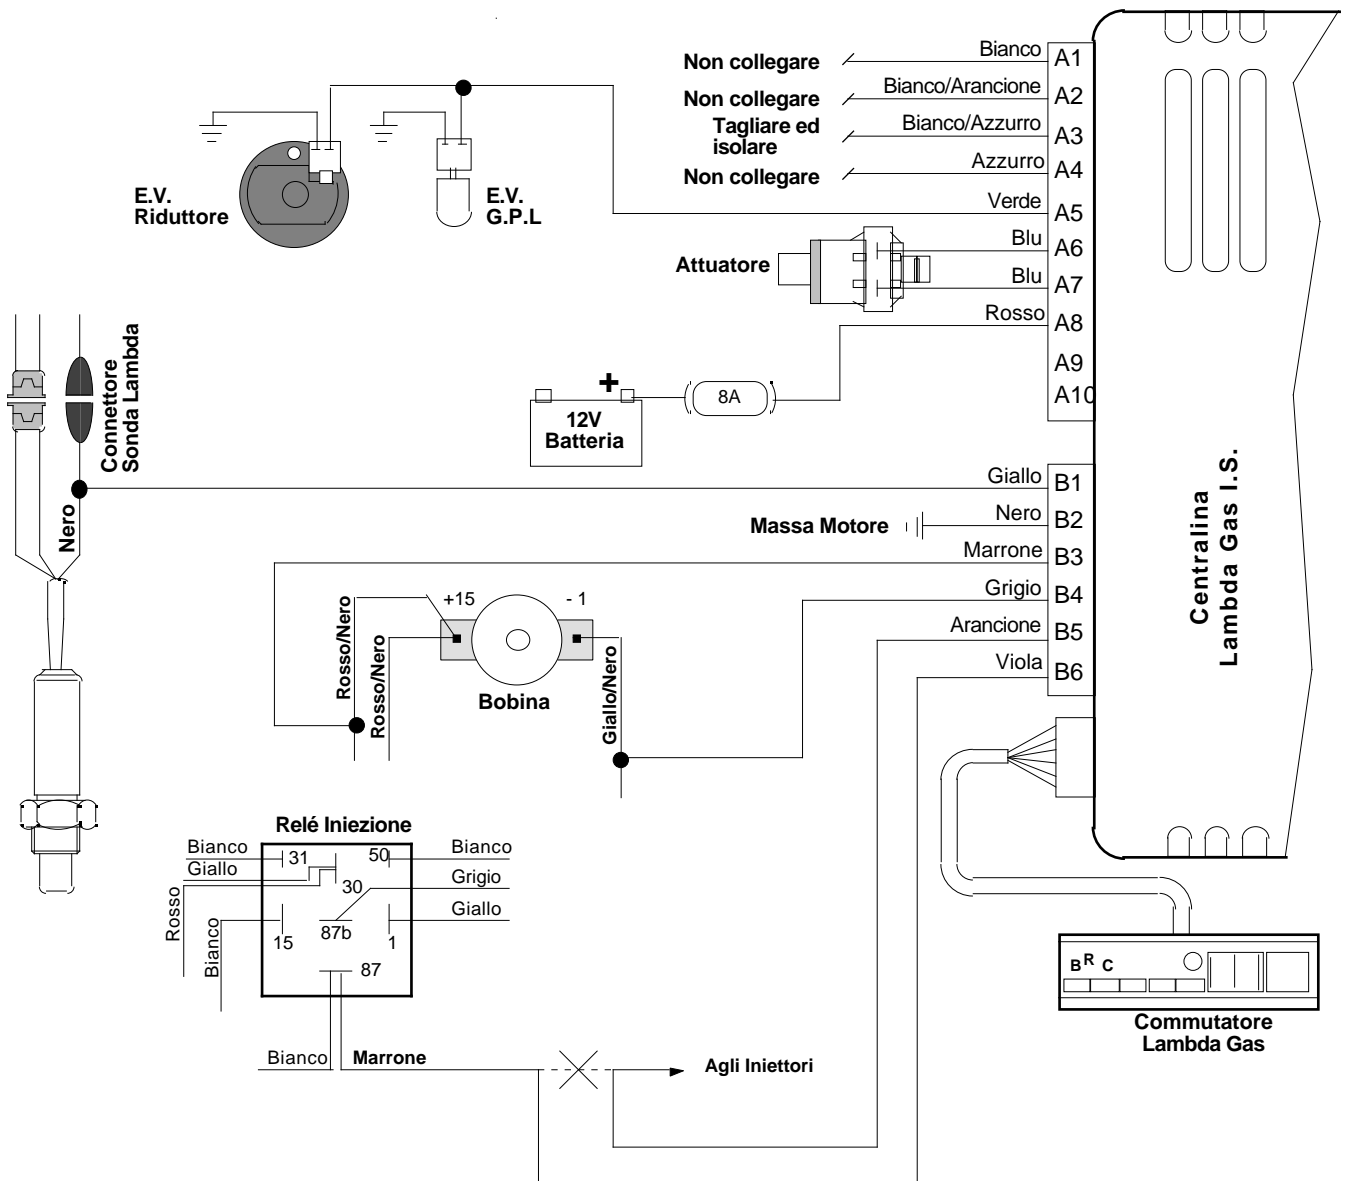 Bianco
A1
Non collegare
Bianco/Arancione
A2
Non collegare
Tagliare ed
isolare
Bianco/Azzurro
A3
Azzurro
A4
Non collegare
E.V.
Riduttore
E.V.
G.P.L
Verde
A5
Blu
A6
Attuatore
Blu
A7
Rosso
A8
A9
A10
Connettore
Sonda Lambda
+
8A
12V
Batteria
Giallo
B1
Nero
Massa Motore
Nero
B2
Marrone
B3
Grigio
B4
Arancione
B5
Viola
B6
Centralina
Lambda Gas I.S.
+15
- 1
Rosso/Nero
Rosso/Nero
Giallo/Nero
Bobina
Relé Iniezione
Bianco
31
50
Bianco
Giallo
30
Grigio
Rosso
Bianco
15
87b
1
Giallo
87
Bianco
Marrone
Agli Iniettori
B R C
Commutatore
Lambda Gas